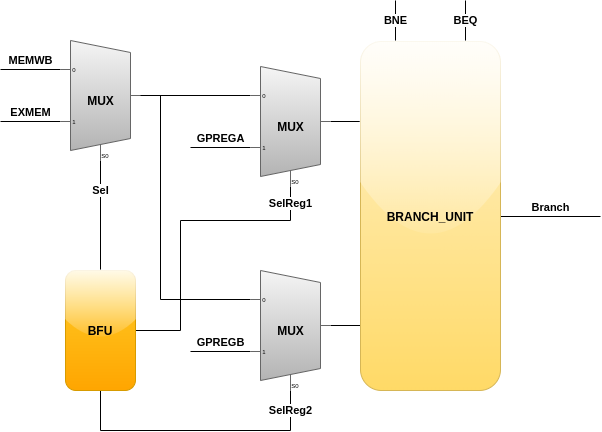 BNE
BEQ
MEMWB
0
MUX
EXMEM
1
S0
0
MUX
GPREGA
1
S0
Sel
SelReg1
BRANCH_UNIT
Branch
0
BFU
MUX
GPREGB
1
S0
SelReg2